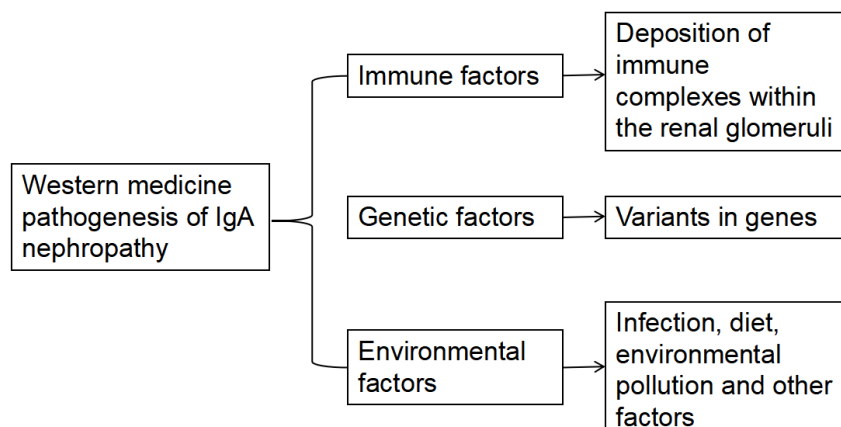 Western medicine
pathogenesis of IgA
nephropathy
Immune factors
Deposition of
immune
complexes within
the renal glomeruli
Genetic factors
Variants in genes
Environmental
factors
Infection, diet,
environmental
pollution and other
factors